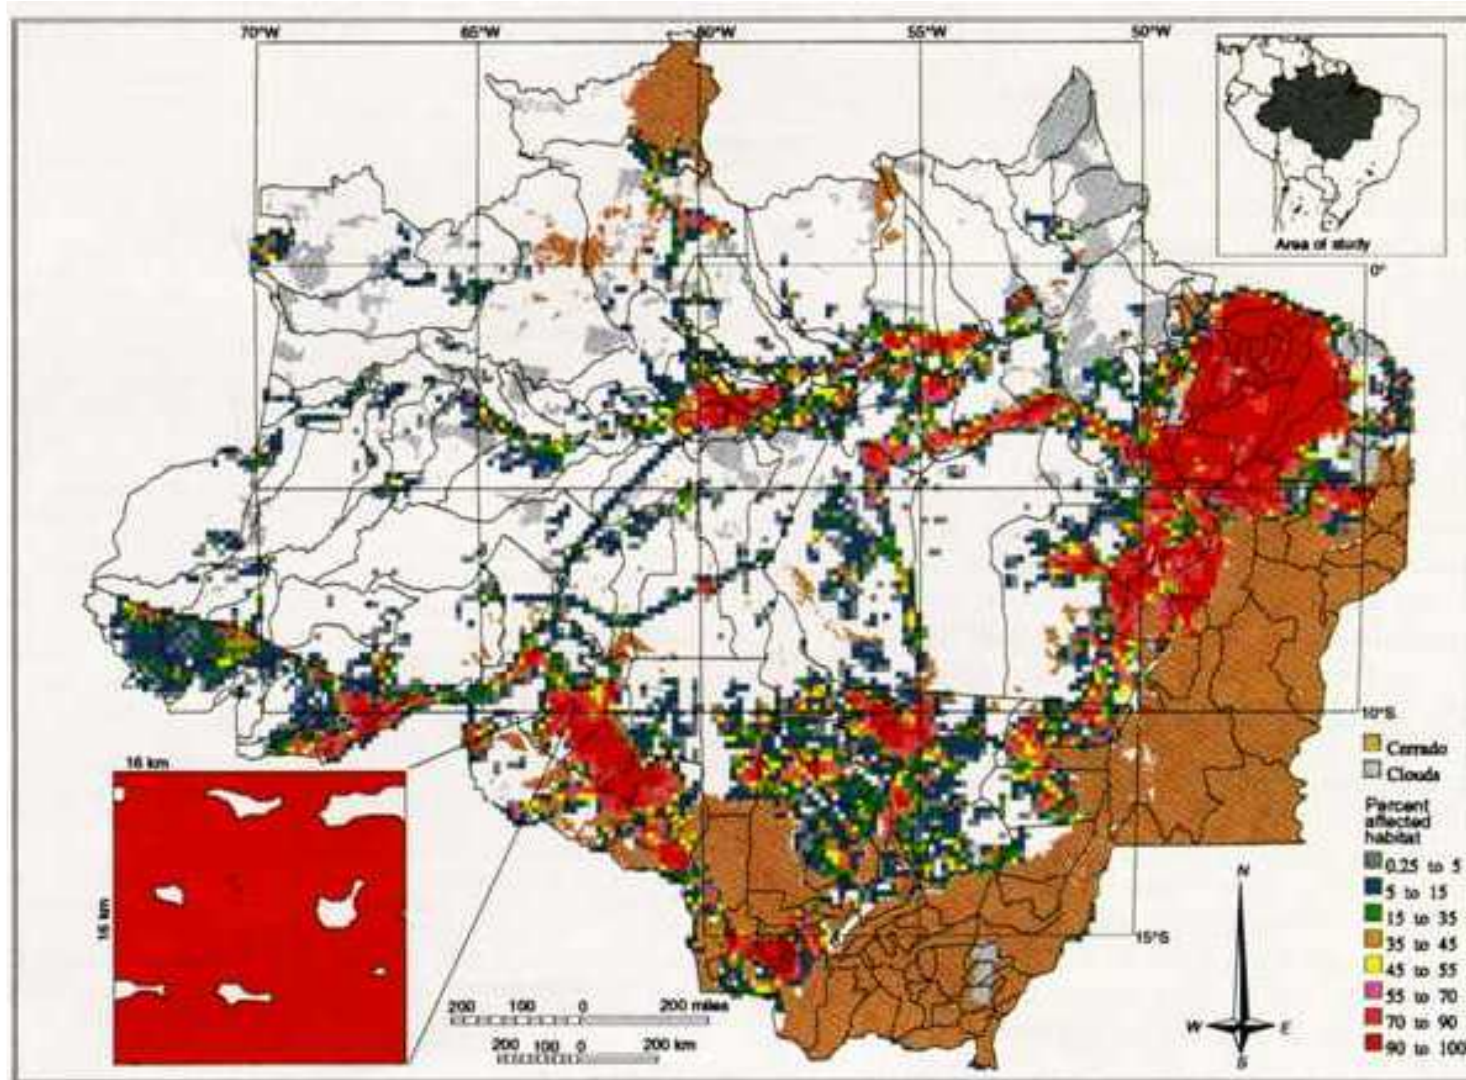 70°W 65°W 60°W 55°W 50°W
Area of study
0°
10°S
15°S
Cerrado
Clouds
Percent
affected
habitat
0.25 to 5
5 to 15
15 to 35
35 to 45
45 to 55
55 to 70
70 to 90
90 to 100
N
W E
S
16 km
16 km
200 100 0 200 miles
200 100 0 200 km